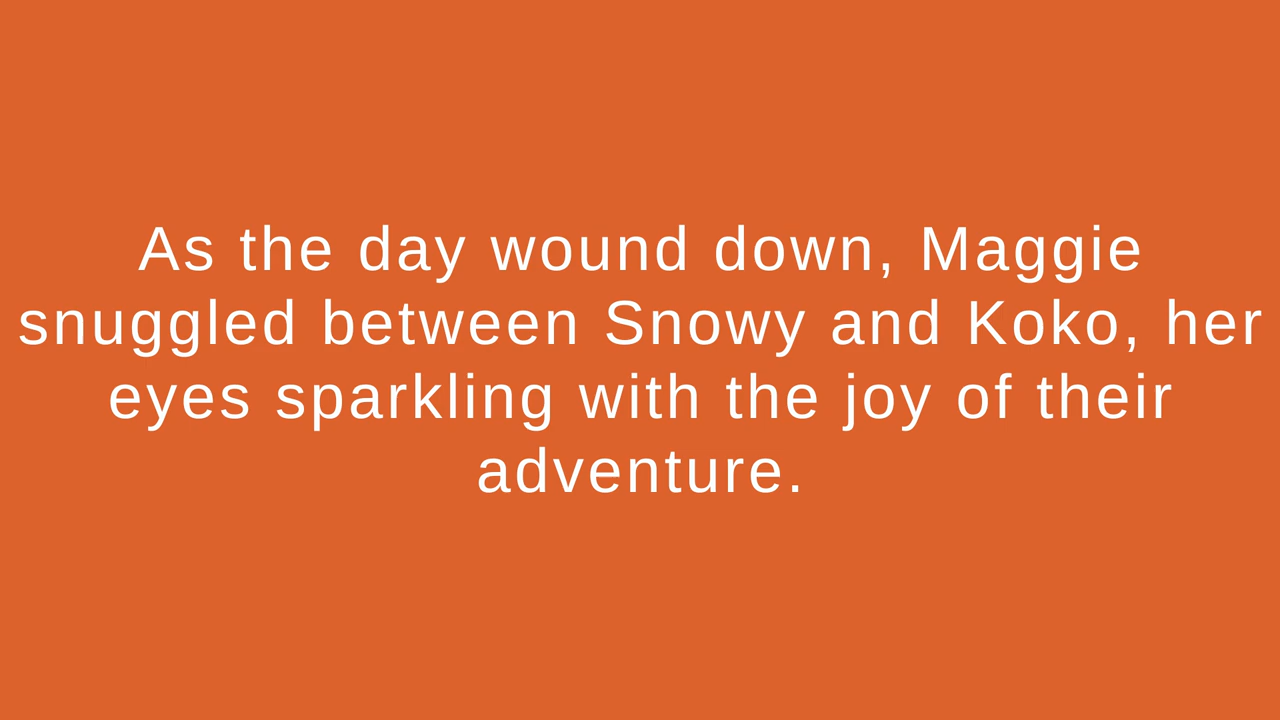 As the day wound down, Maggie
snuggled between Snowy and Koko, her
eyes sparkling with the joy of their
adventure.